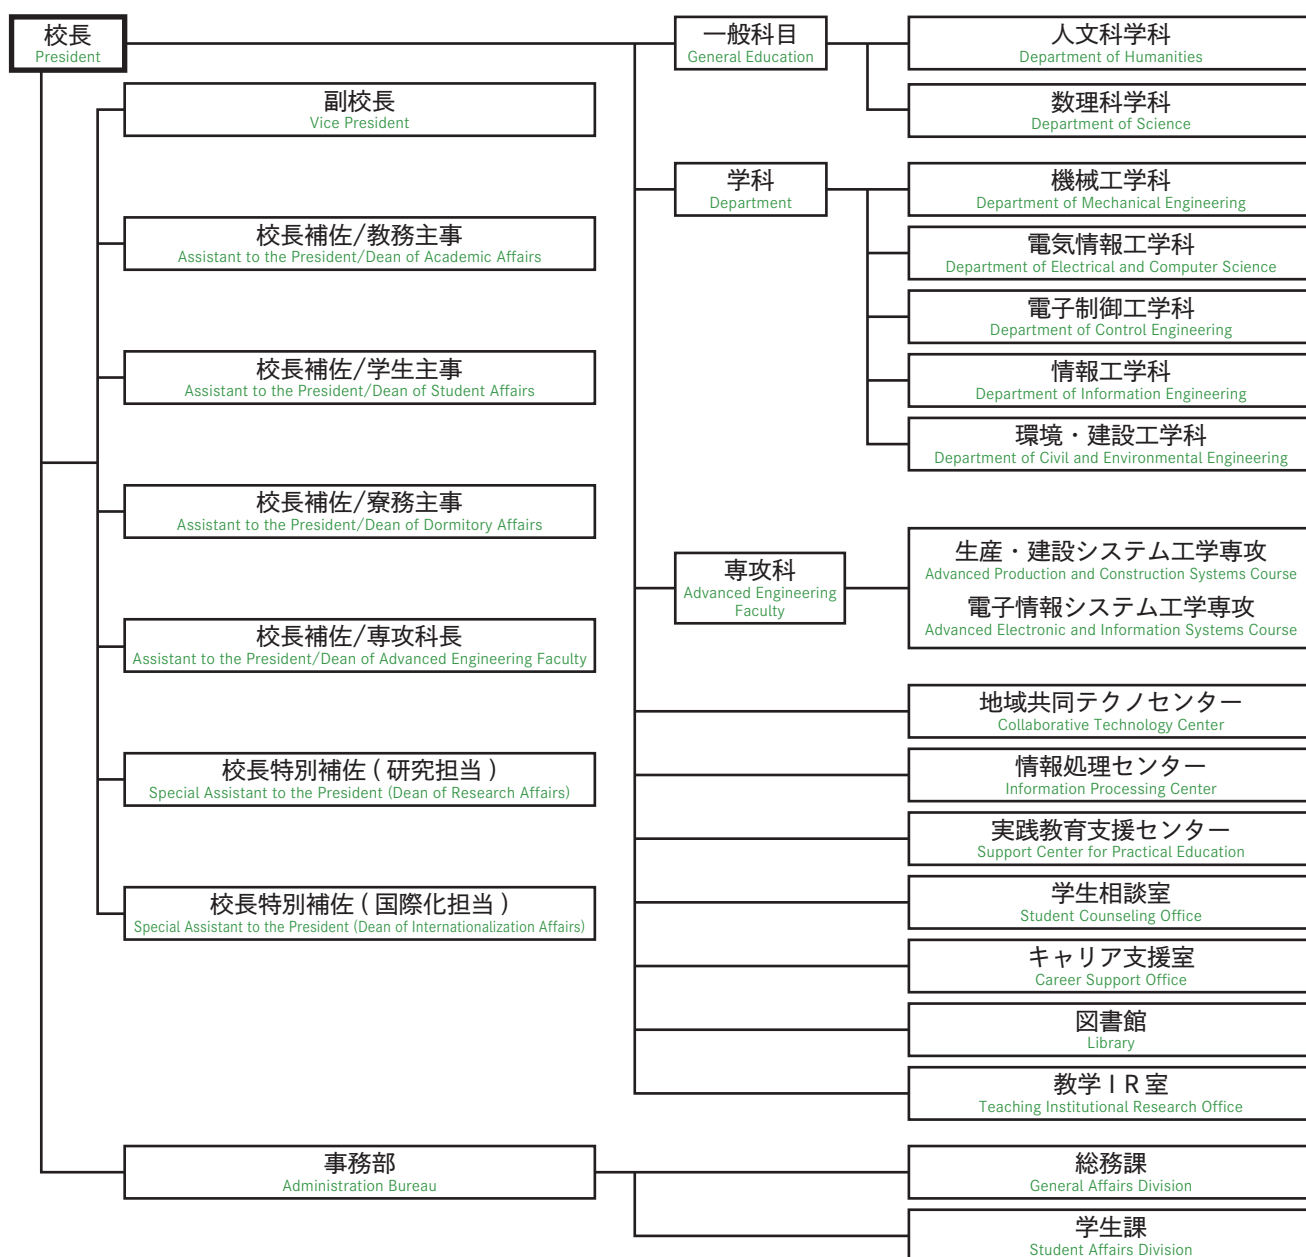 校長
President
副校長
Vice President
校長補佐/教務主事
Assistant to the President/Dean of Academic Affairs
校長補佐/学生主事
Assistant to the President/Dean of Student Affairs
校長補佐/寮務主事
Assistant to the President/Dean of Dormitory Affairs
校長補佐/専攻科長
Assistant to the President/Dean of Advanced Engineering Faculty
校長特別補佐 ( 研究担当 )
Special Assistant to the President (Dean of Research Affairs)
校長特別補佐 ( 国際化担当 )
Special Assistant to the President (Dean of Internationalization Affairs)
事務部
Administration Bureau
一般科目
General Education
人文科学科
Department of Humanities
数理科学科
Department of Science
学科
Department
機械工学科
Department of Mechanical Engineering
電気情報工学科
Department of Electrical and Computer Science
電子制御工学科
Department of Control Engineering
情報工学科
Department of Information Engineering
環境・建設工学科
Department of Civil and Environmental Engineering
専攻科
Advanced Engineering
Faculty
生産・建設システム工学専攻
Advanced Production and Construction Systems Course
電子情報システム工学専攻
Advanced Electronic and Information Systems Course
地域共同テクノセンター
Collaborative Technology Center
情報処理センター
Information Processing Center
実践教育支援センター
Support Center for Practical Education
学生相談室
Student Counseling Office
キャリア支援室
Career Support Office
図書館
Library
教学 I R 室
Teaching Institutional Research Office
総務課
General Affairs Division
学生課
Student Affairs Division